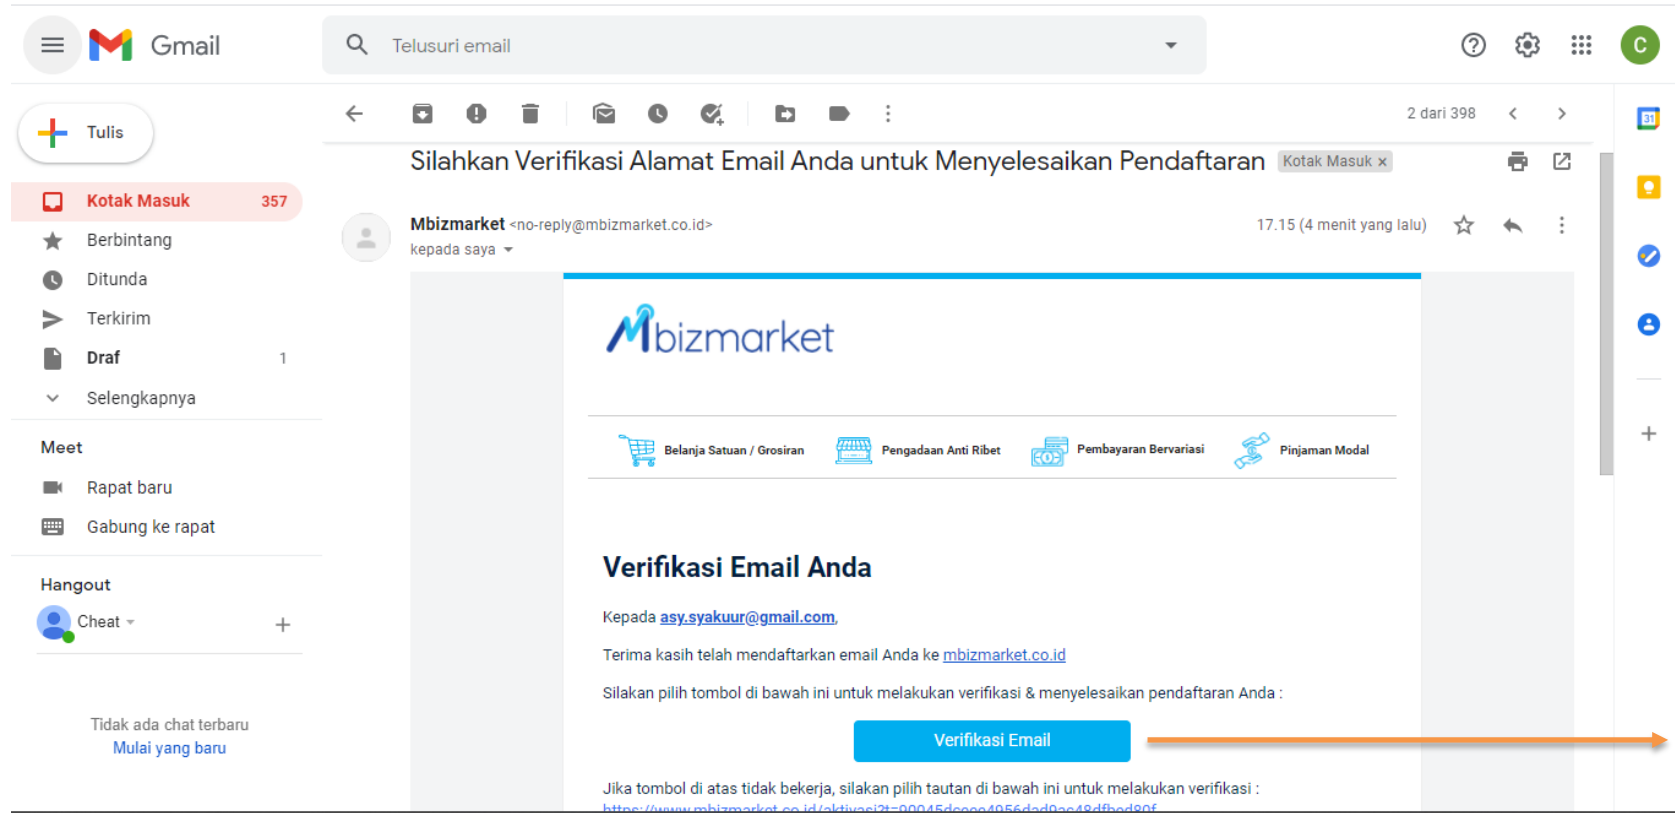 Gmail
Telusuri email
C
Tulis
2 dari 398
31
Silahkan Verifikasi Alamat Email Anda untuk Menyelesaikan Pendaftaran Kotak Masuk ×
Kotak Masuk 357
Berbintang
Ditunda
Terkirim
Draf 1
Selengkapnya
Meet
Rapat baru
Gabung ke rapat
Hangout
Cheat
Tidak ada chat terbaru
Mulai yang baru
Mbizmarket <no-reply@mbizmarket.co.id>
17.15 (4 menit yang lalu)
kepada saya
Mbizmarket
Belanja Satuan / Grosiran Pengadaan Anti Ribet Pembayaran Bervariasi Pinjaman Modal
Verifikasi Email Anda
Kepada asy.syakuur@gmail.com,
Terima kasih telah mendaftarkan email Anda ke mbizmarket.co.id
Silakan pilih tombol di bawah ini untuk melakukan verifikasi & menyelesaikan pendaftaran Anda :
Verifikasi Email
Jika tombol di atas tidak bekerja, silakan pilih tautan di bawah ini untuk melakukan verifikasi :